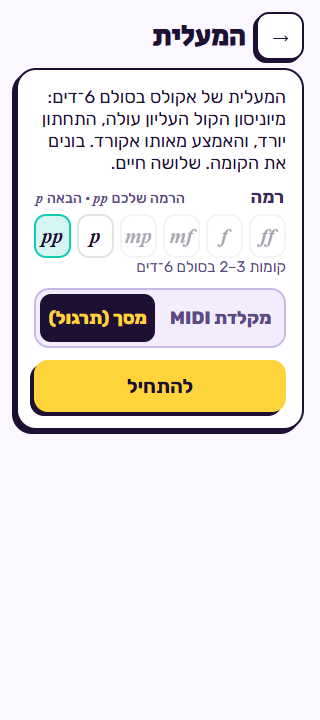 → המעלית
המעלית של אקולס בסולם 6־דים:
מיוניסון הקול העליון עולה, התחתון
יורד, והאמצע מאותו אקורד. בונים
את הקומה. שלושה חיים.
רמה הרמה שלכם pp · הבאה p
ff f mf mp p pp
קומות 2–3 בסולם 6־דים
מקלדת MIDI מסך (תרגול)
להתחיל